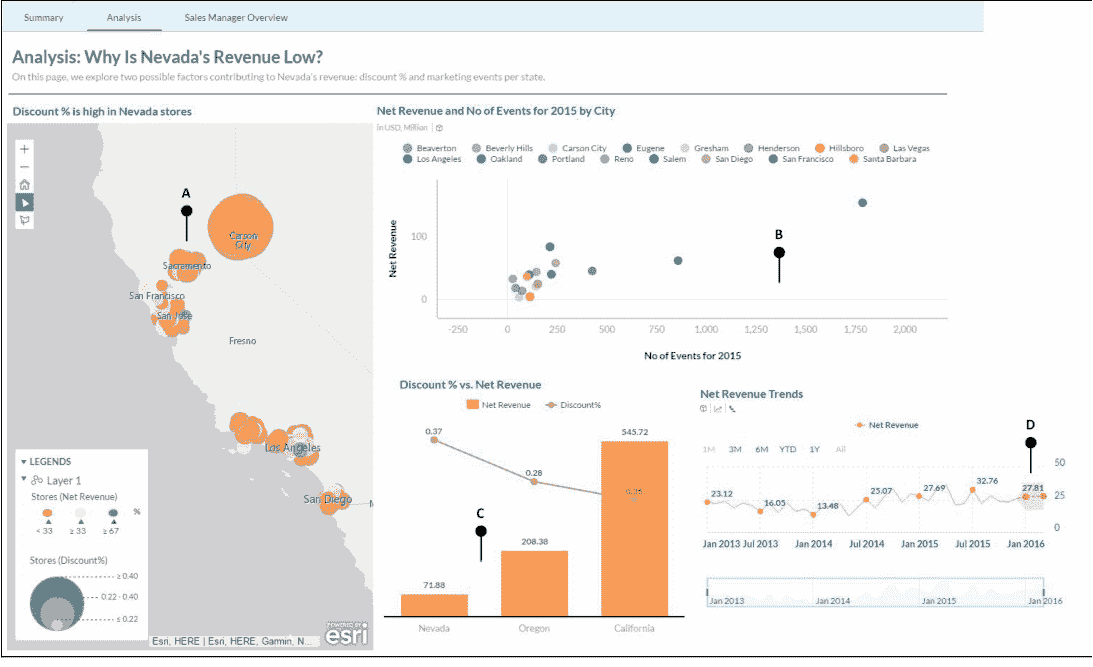 Summary Analysis Sales Manager Overview
Analysis: Why Is Nevada's Revenue Low?
On this page, we explore two possible factors contributing to Nevada's revenue: discount % and marketing events per state.
Discount % is high in Nevada stores
+
−
A
Carson
City
Sacramento
San Francisco
San Jose
Fresno
Los Angeles
San Diego
LEGENDS
Layer 1
Stores (Net Revenue)
%
< 33 ≥ 33 ≥ 67
Stores (Discount%)
≥ 0.40
0.22 - 0.40
≤ 0.22
Esri, HERE | Esri, HERE, Garmin, N...
POWERED BY
esri
Net Revenue and No of Events for 2015 by City
in USD, Million
Beaverton Beverly Hills Carson City Eugene Gresham Henderson Hillsboro Las Vegas
Los Angeles Oakland Portland Reno Salem San Diego San Francisco Santa Barbara
Net Revenue
100
0
B
-250 0 250 500 750 1,000 1,250 1,500 1,750 2,000
No of Events for 2015
Discount % vs. Net Revenue
Net Revenue Discount%
0.37
0.28
545.72
C
208.38
71.88
Nevada Oregon California
Net Revenue Trends
Net Revenue
D
1M 3M 6M YTD 1Y All
50
25
0
23.12 16.05 13.48 25.07 27.69 32.76 27.81
Jan 2013 Jul 2013 Jan 2014 Jul 2014 Jan 2015 Jul 2015 Jan 2016
Jan 2013 Jan 2014 Jan 2015 Jan 2016